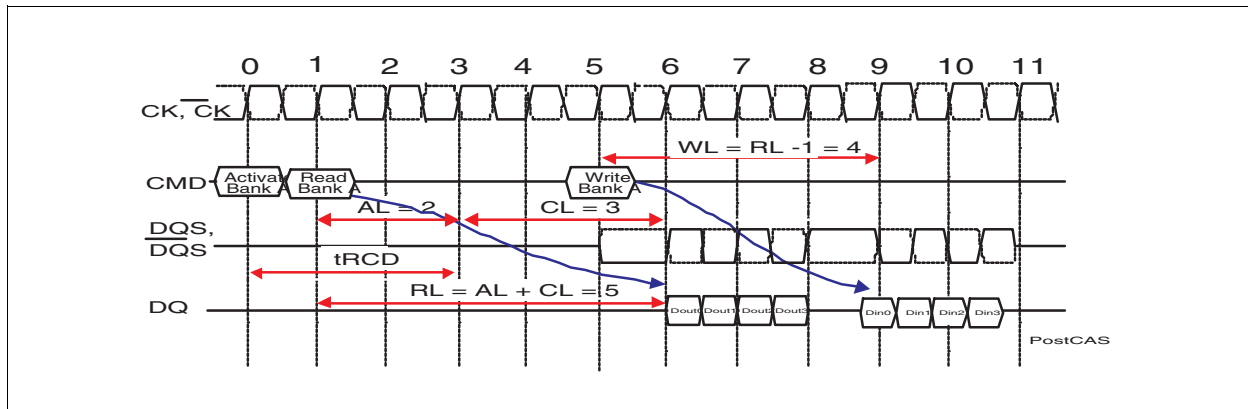 0 1 2 3 4 5 6 7 8 9 10 11
CK, CK
WL = RL -1 = 4
CMD
Activat Read Write
Bank A Bank A Bank A
AL = 2 CL = 3
DQS,
DQS
tRCD
RL = AL + CL = 5
DQ
Dout0 Dout1 Dout2 Dout3 Din0 Din1 Din2 Din3
PostCAS